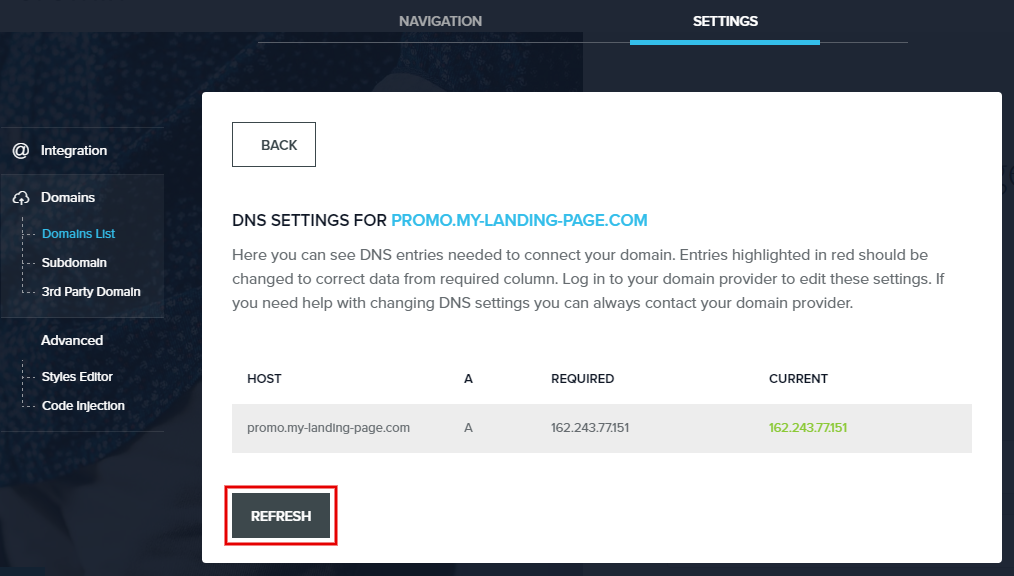 NAVIGATION SETTINGS
@ Integration
Domains
Domains List
Subdomain
3rd Party Domain
Advanced
Styles Editor
Code Injection
BACK
DNS SETTINGS FOR PROMO.MY-LANDING-PAGE.COM
Here you can see DNS entries needed to connect your domain. Entries highlighted in red should be
changed to correct data from required column. Log in to your domain provider to edit these settings. If
you need help with changing DNS settings you can always contact your domain provider.
HOST A REQUIRED CURRENT
promo.my-landing-page.com A 162.243.77.151 162.243.77.151
REFRESH